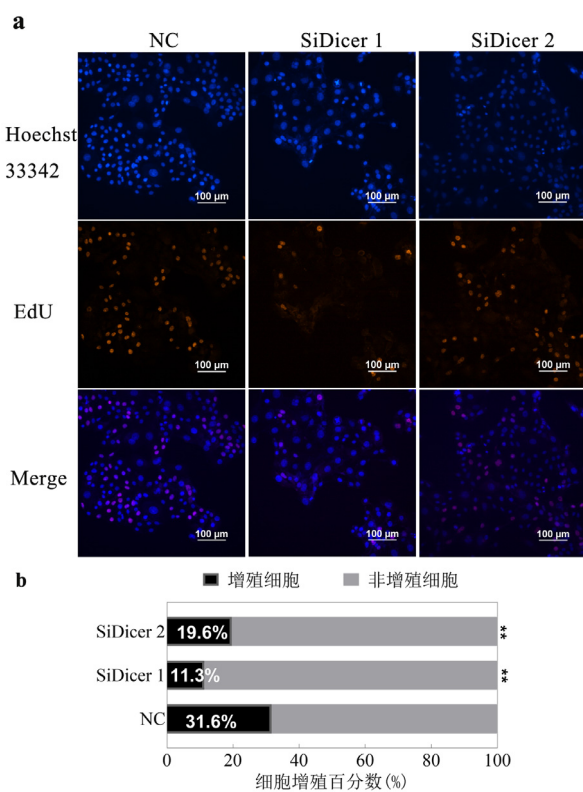 a
NC SiDicer 1 SiDicer 2
Hoechst
33342
100 μm 100 μm 100 μm
EdU
100 μm 100 μm 100 μm
Merge
100 μm 100 μm 100 μm
b
增殖细胞 非增殖细胞
SiDicer 2 19.6% **
SiDicer 1 11.3% **
NC 31.6%
0 20 40 60 80 100
细胞增殖百分数(%)